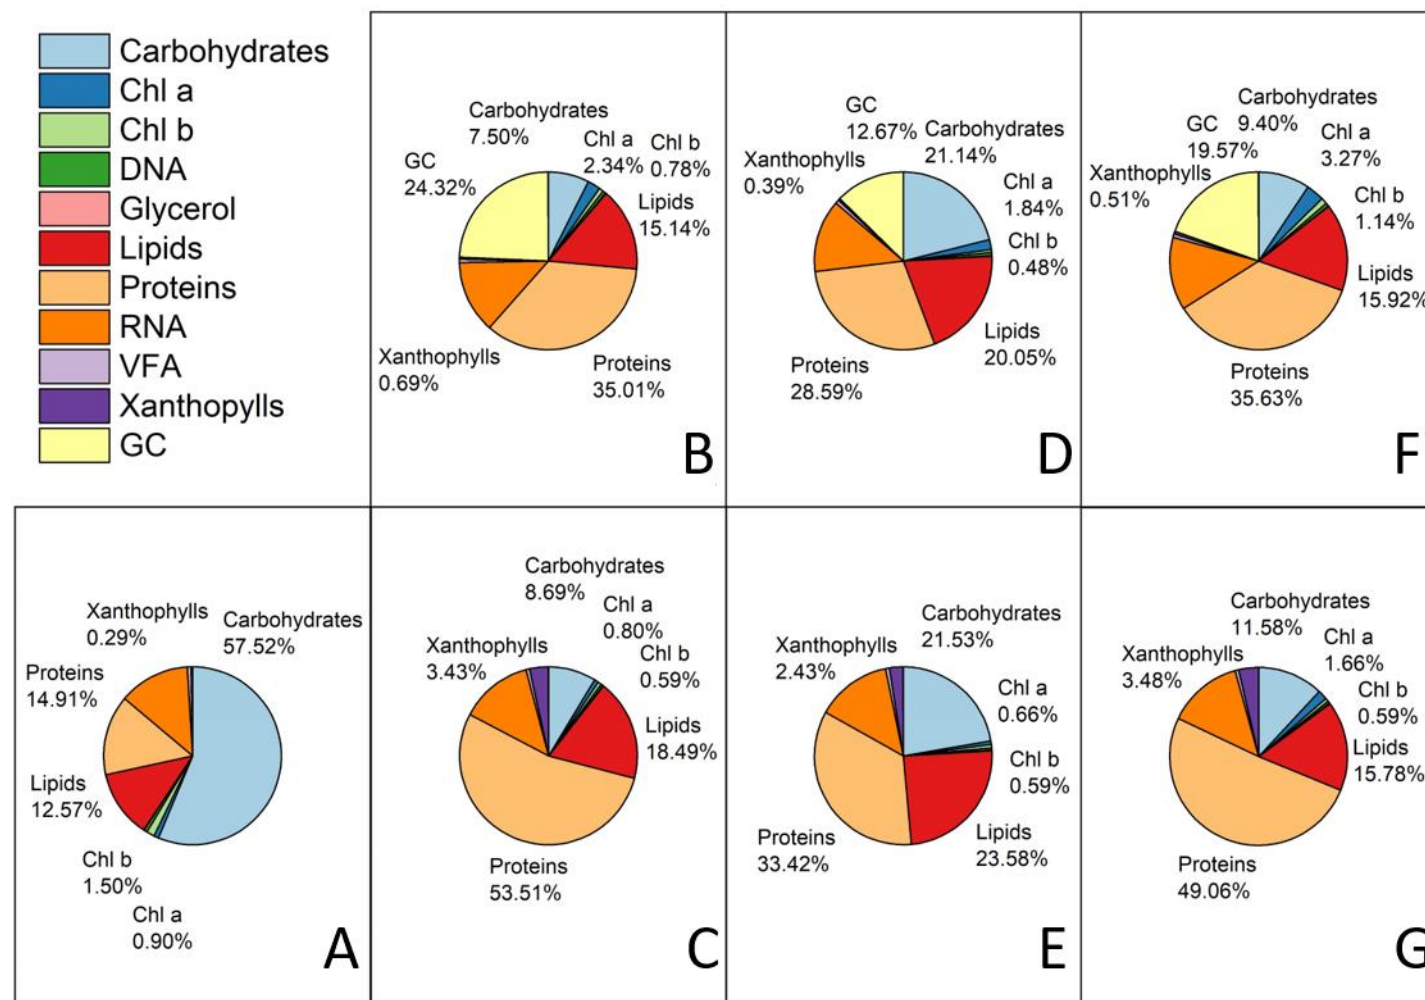 Carbohydrates
Chl a
Chl b
DNA
Glycerol
Lipids
Proteins
RNA
VFA
Xanthopylls
GC
Carbohydrates
7.50%
Chl a
2.34%
Chl b
0.78%
GC
24.32%
Lipids
15.14%
Xanthophylls
0.69%
Proteins
35.01%
B
GC
12.67%
Carbohydrates
21.14%
Xanthophylls
0.39%
Chl a
1.84%
Chl b
0.48%
Lipids
20.05%
Proteins
28.59%
D
Carbohydrates
9.40%
GC
19.57%
Chl a
3.27%
Xanthophylls
0.51%
Chl b
1.14%
Lipids
15.92%
Proteins
35.63%
F
Xanthophylls
0.29%
Carbohydrates
57.52%
Proteins
14.91%
Lipids
12.57%
Chl b
1.50%
Chl a
0.90%
A
Carbohydrates
8.69%
Chl a
0.80%
Xanthophylls
3.43%
Chl b
0.59%
Lipids
18.49%
Proteins
53.51%
C
Carbohydrates
21.53%
Xanthophylls
2.43%
Chl a
0.66%
Chl b
0.59%
Lipids
23.58%
Proteins
33.42%
E
Carbohydrates
11.58%
Chl a
1.66%
Xanthophylls
3.48%
Chl b
0.59%
Lipids
15.78%
Proteins
49.06%
G